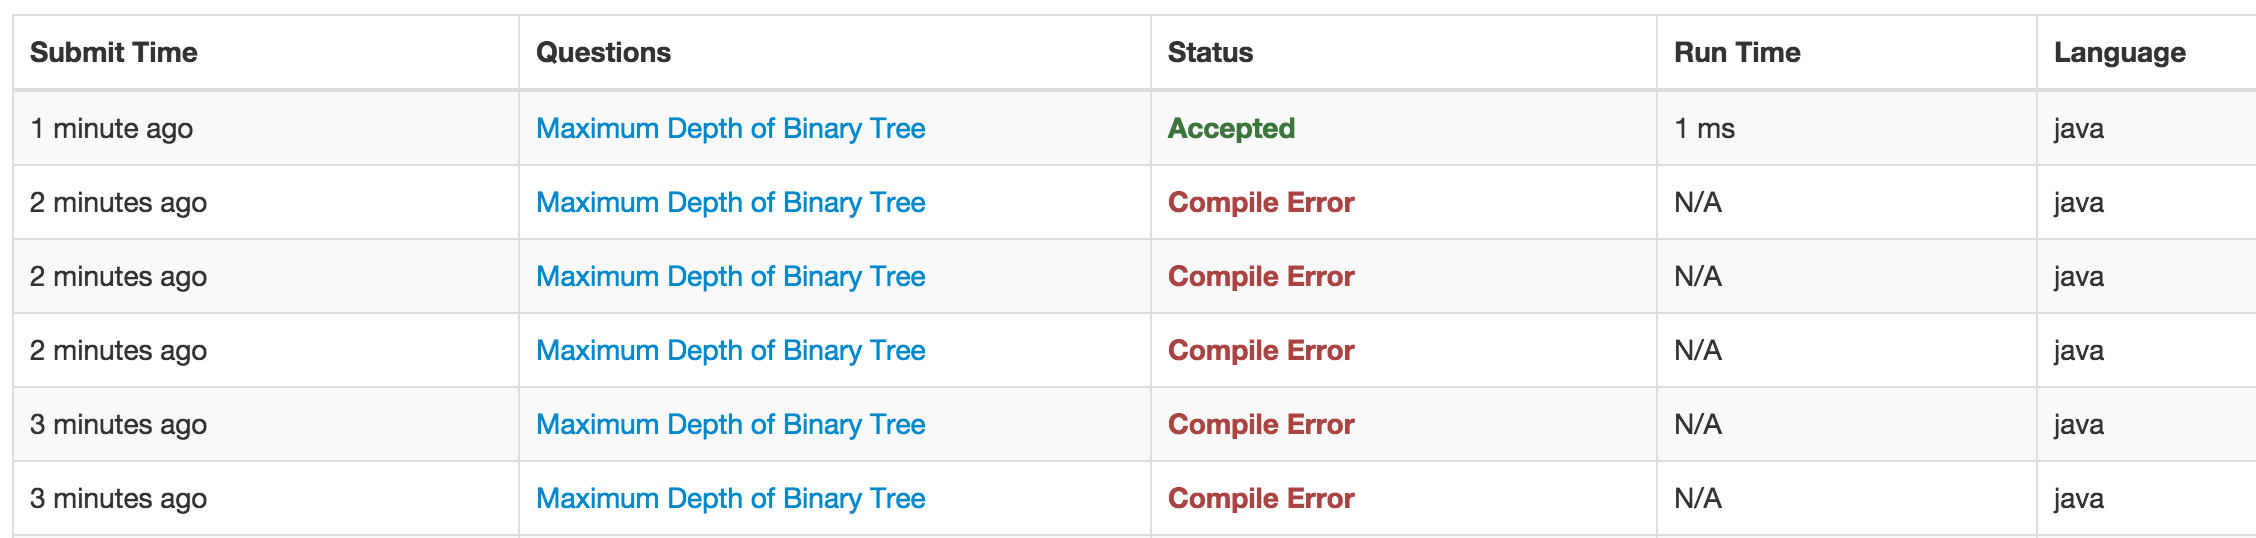 Submit Time Questions Status Run Time Language
1 minute ago Maximum Depth of Binary Tree Accepted 1 ms java
2 minutes ago Maximum Depth of Binary Tree Compile Error N/A java
2 minutes ago Maximum Depth of Binary Tree Compile Error N/A java
2 minutes ago Maximum Depth of Binary Tree Compile Error N/A java
3 minutes ago Maximum Depth of Binary Tree Compile Error N/A java
3 minutes ago Maximum Depth of Binary Tree Compile Error N/A java